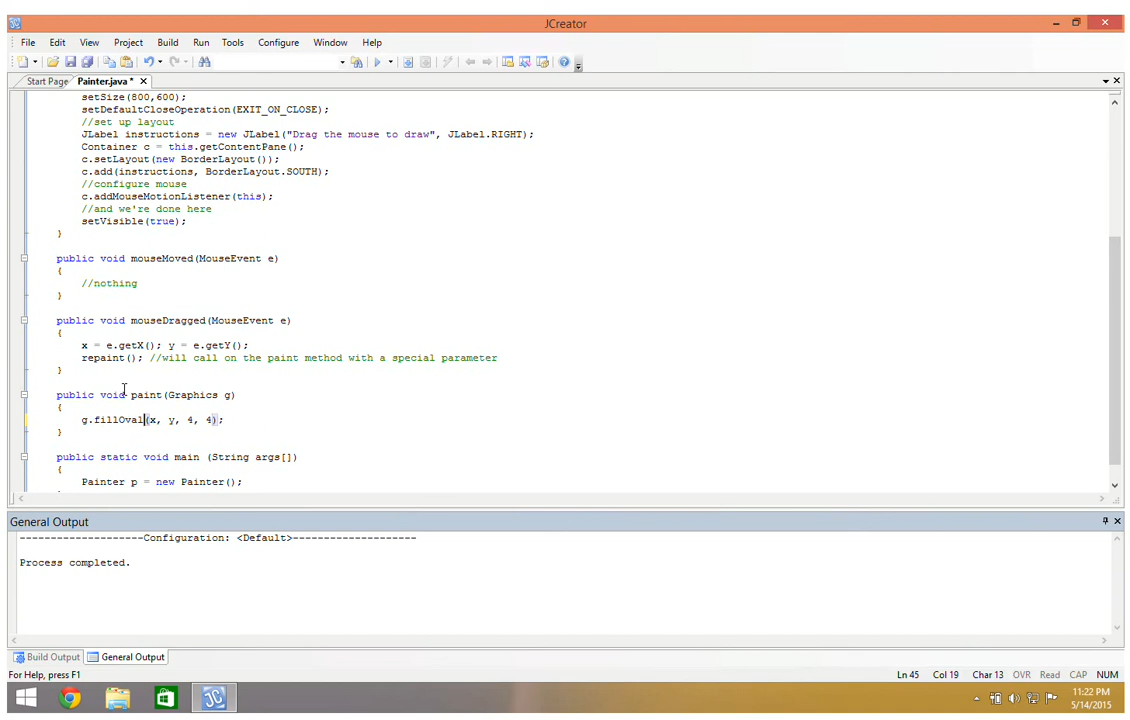 JCreator
File Edit View Project Build Run Tools Configure Window Help
Start Page Painter.java *
setSize(800,600);
setDefaultCloseOperation(EXIT_ON_CLOSE);
//set up layout
JLabel instructions = new JLabel("Drag the mouse to draw", JLabel.RIGHT);
Container c = this.getContentPane();
c.setLayout(new BorderLayout());
c.add(instructions, BorderLayout.SOUTH);
//configure mouse
c.addMouseMotionListener(this);
//and we're done here
setVisible(true);
}
public void mouseMoved(MouseEvent e)
{
//nothing
}
public void mouseDragged(MouseEvent e)
{
x = e.getX(); y = e.getY();
repaint(); //will call on the paint method with a special parameter
}
public void paint(Graphics g)
{
g.fillOval(x, y, 4, 4);
}
public static void main (String args[])
{
Painter p = new Painter();
General Output
--------------------Configuration: <Default>--------------------
Process completed.
Build Output General Output
For Help, press F1 Ln 45 Col 19 Char 13 OVR Read CAP NUM
11:22 PM
5/14/2015